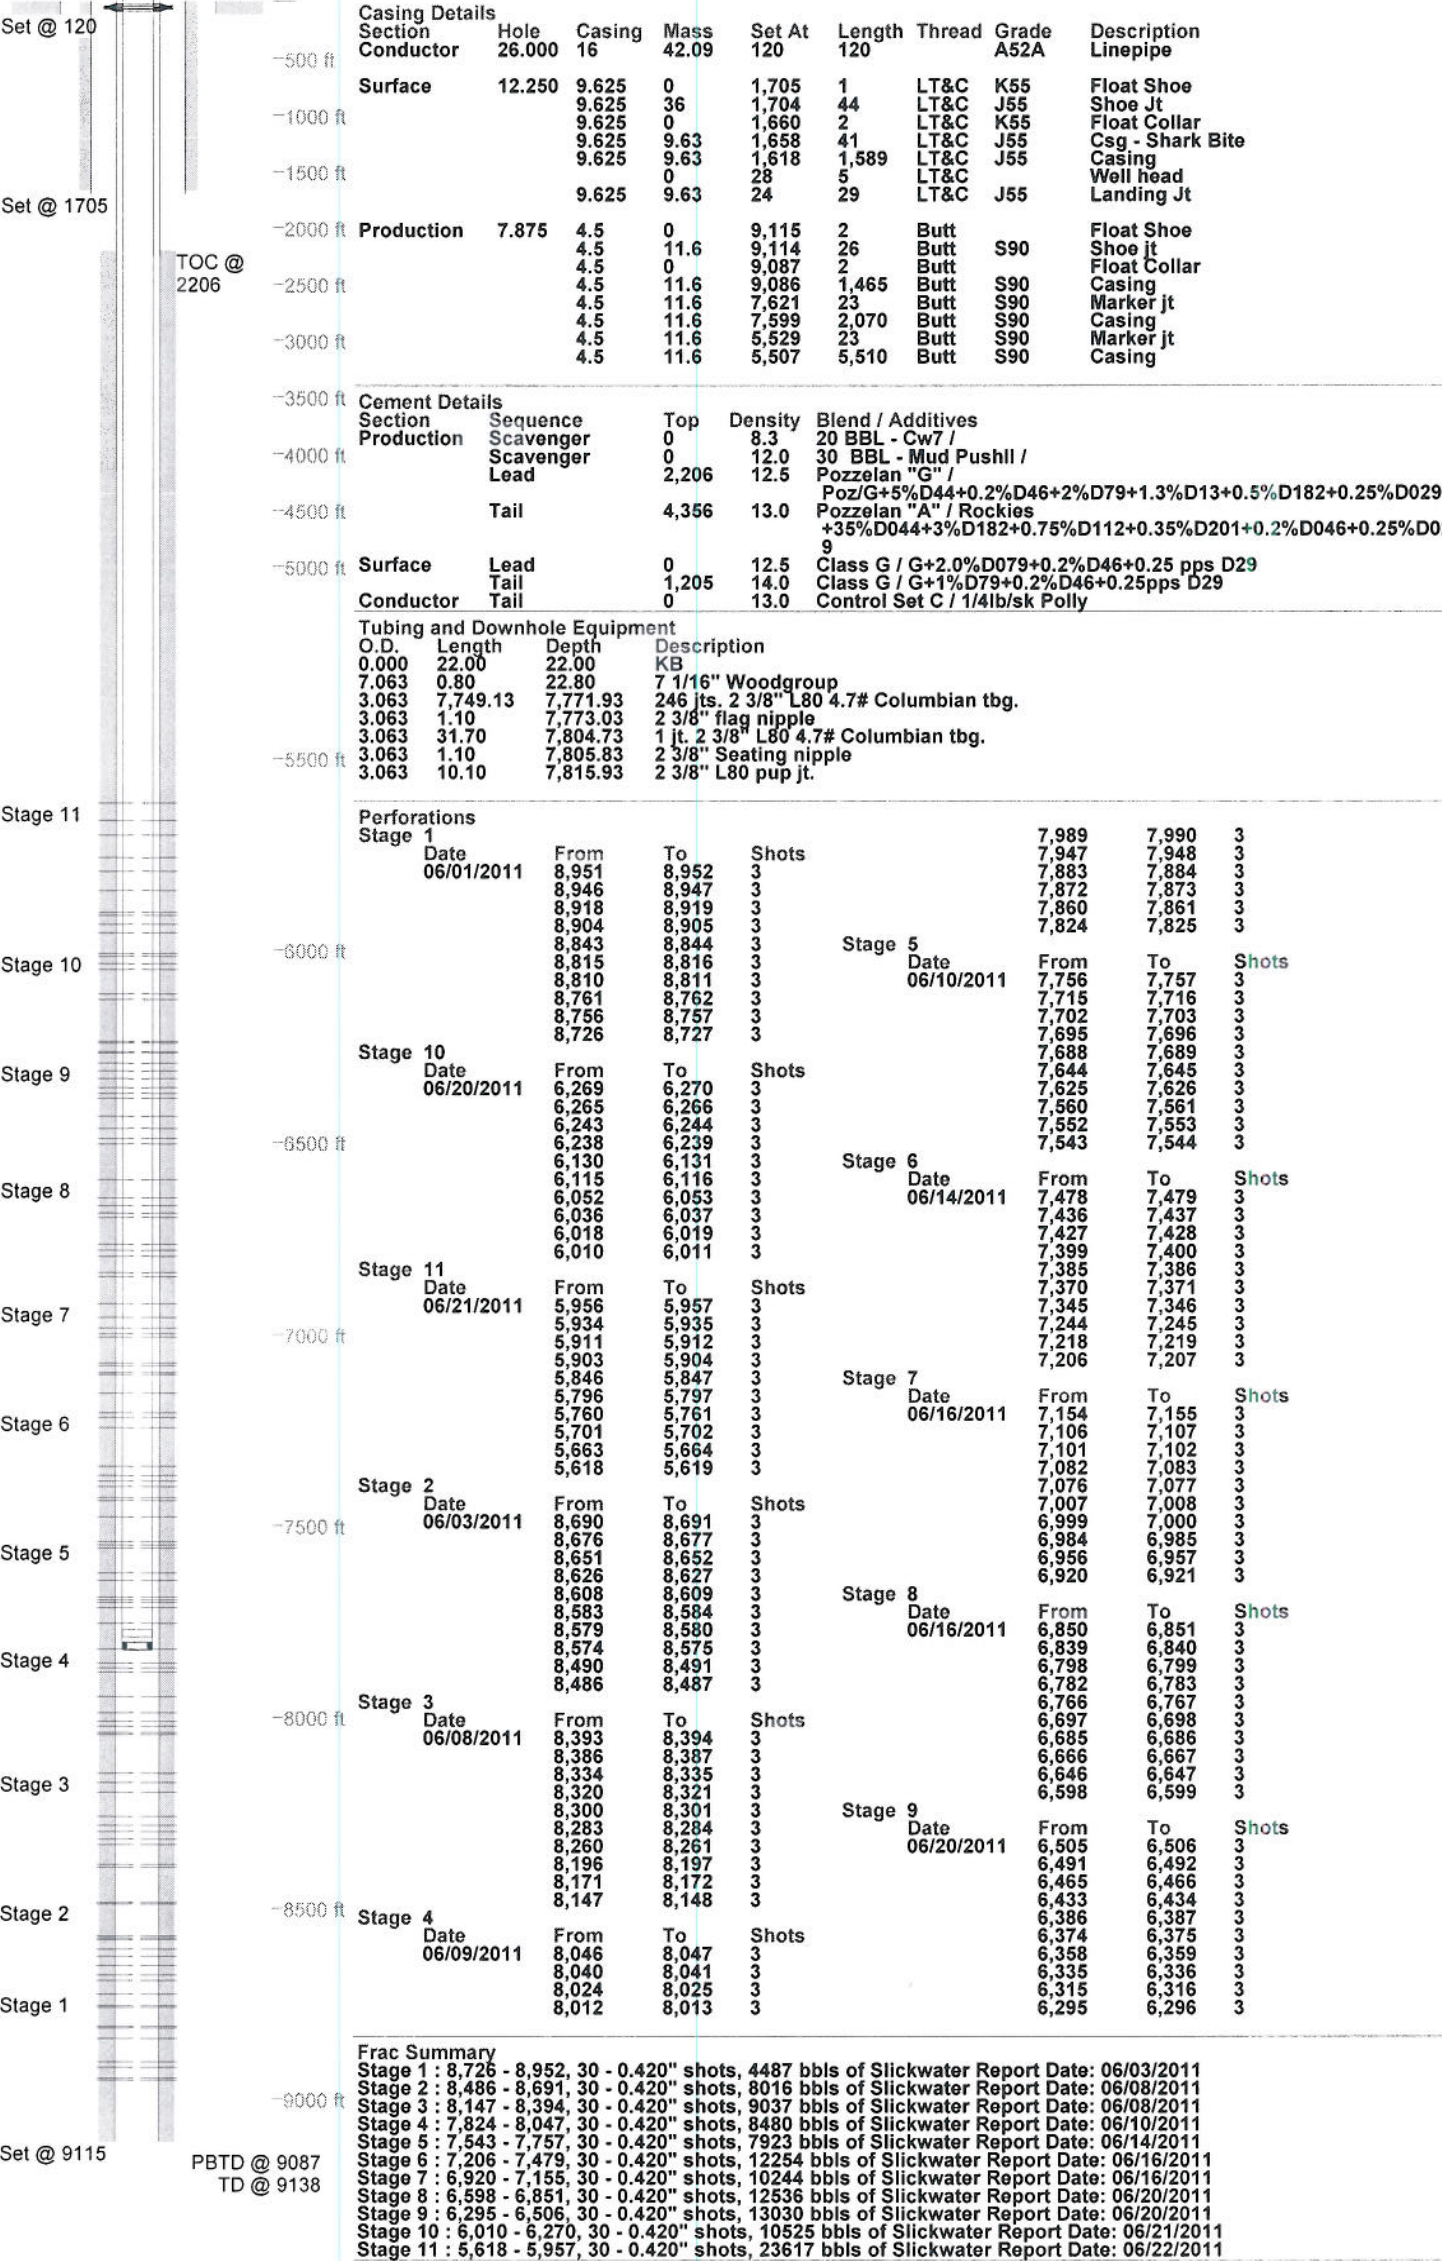 Set @ 120
Set @ 1705
TOC @
2206
Stage 11
Stage 10
Stage 9
Stage 8
Stage 7
Stage 6
Stage 5
Stage 4
Stage 3
Stage 2
Stage 1
Set @ 9115
PBTD @ 9087
TD @ 9138
500 ft
1000 ft
1500 ft
2000 ft
2500 ft
3000 ft
3500 ft
4000 ft
4500 ft
5000 ft
5500 ft
6000 ft
6500 ft
7000 ft
7500 ft
8000 ft
8500 ft
9000 ft
Casing Details
Section Hole Casing Mass Set At Length Thread Grade Description
Conductor 26.000 16 42.09 120 120 A52A Linepipe
Surface 12.250 9.625 0 1,705 1 LT&C K55 Float Shoe
9.625 36 1,704 44 LT&C J55 Shoe Jt
9.625 0 1,660 2 LT&C K55 Float Collar
9.625 9.63 1,658 41 LT&C J55 Csg - Shark Bite
9.625 9.63 1,618 1,589 LT&C J55 Casing
0 28 5 LT&C Well head
9.625 9.63 24 29 LT&C J55 Landing Jt
Production 7.875 4.5 0 9,115 2 Butt Float Shoe
4.5 11.6 9,114 26 Butt S90 Shoe jt
4.5 0 9,087 2 Butt Float Collar
4.5 11.6 9,086 1,465 Butt S90 Casing
4.5 11.6 7,621 23 Butt S90 Marker jt
4.5 11.6 7,599 2,070 Butt S90 Casing
4.5 11.6 5,529 23 Butt S90 Marker jt
4.5 11.6 5,507 5,510 Butt S90 Casing
Cement Details
Section Sequence Top Density Blend / Additives
Production Scavenger 0 8.3 20 BBL - Cw7 /
Scavenger 0 12.0 30 BBL - Mud PushII /
Lead 2,206 12.5 Pozzelan "G" /
Poz/G+5%D44+0.2%D46+2%D79+1.3%D13+0.5%D182+0.25%D029
Tail 4,356 13.0 Pozzelan "A" / Rockies
+35%D044+3%D182+0.75%D112+0.35%D201+0.2%D046+0.25%D0
9
Surface Lead 0 12.5 Class G / G+2.0%D079+0.2%D46+0.25 pps D29
Tail 1,205 14.0 Class G / G+1%D79+0.2%D46+0.25pps D29
Conductor Tail 0 13.0 Control Set C / 1/4lb/sk Polly
Tubing and Downhole Equipment
O.D. Length Depth Description
0.000 22.00 22.00 KB
7.063 0.80 22.80 7 1/16" Woodgroup
3.063 7,749.13 7,771.93 246 jts. 2 3/8" L80 4.7# Columbian tbg.
3.063 1.10 7,773.03 2 3/8" flag nipple
3.063 31.70 7,804.73 1 jt. 2 3/8" L80 4.7# Columbian tbg.
3.063 1.10 7,805.83 2 3/8" Seating nipple
3.063 10.10 7,815.93 2 3/8" L80 pup jt.
Perforations
Stage 1
Date From To Shots
06/01/2011 8,951 8,952 3
8,946 8,947 3
8,918 8,919 3
8,904 8,905 3
8,843 8,844 3
8,815 8,816 3
8,810 8,811 3
8,761 8,762 3
8,756 8,757 3
8,726 8,727 3
Stage 10
Date From To Shots
06/20/2011 6,269 6,270 3
6,265 6,266 3
6,243 6,244 3
6,238 6,239 3
6,130 6,131 3
6,115 6,116 3
6,052 6,053 3
6,036 6,037 3
6,018 6,019 3
6,010 6,011 3
Stage 11
Date From To Shots
06/21/2011 5,956 5,957 3
5,934 5,935 3
5,911 5,912 3
5,903 5,904 3
5,846 5,847 3
5,796 5,797 3
5,760 5,761 3
5,701 5,702 3
5,663 5,664 3
5,618 5,619 3
Stage 2
Date From To Shots
06/03/2011 8,690 8,691 3
8,676 8,677 3
8,651 8,652 3
8,626 8,627 3
8,608 8,609 3
8,583 8,584 3
8,579 8,580 3
8,574 8,575 3
8,490 8,491 3
8,486 8,487 3
Stage 3
Date From To Shots
06/08/2011 8,393 8,394 3
8,386 8,387 3
8,334 8,335 3
8,320 8,321 3
8,300 8,301 3
8,283 8,284 3
8,260 8,261 3
8,196 8,197 3
8,171 8,172 3
8,147 8,148 3
Stage 4
Date From To Shots
06/09/2011 8,046 8,047 3
8,040 8,041 3
8,024 8,025 3
8,012 8,013 3
7,989 7,990 3
7,947 7,948 3
7,883 7,884 3
7,872 7,873 3
7,860 7,861 3
7,824 7,825 3
Stage 5
Date From To Shots
06/10/2011 7,756 7,757 3
7,715 7,716 3
7,702 7,703 3
7,695 7,696 3
7,688 7,689 3
7,644 7,645 3
7,625 7,626 3
7,560 7,561 3
7,552 7,553 3
7,543 7,544 3
Stage 6
Date From To Shots
06/14/2011 7,478 7,479 3
7,436 7,437 3
7,427 7,428 3
7,399 7,400 3
7,385 7,386 3
7,370 7,371 3
7,345 7,346 3
7,244 7,245 3
7,218 7,219 3
7,206 7,207 3
Stage 7
Date From To Shots
06/16/2011 7,154 7,155 3
7,106 7,107 3
7,101 7,102 3
7,082 7,083 3
7,076 7,077 3
7,007 7,008 3
6,999 7,000 3
6,984 6,985 3
6,956 6,957 3
6,920 6,921 3
Stage 8
Date From To Shots
06/16/2011 6,850 6,851 3
6,839 6,840 3
6,798 6,799 3
6,782 6,783 3
6,766 6,767 3
6,697 6,698 3
6,685 6,686 3
6,666 6,667 3
6,646 6,647 3
6,598 6,599 3
Stage 9
Date From To Shots
06/20/2011 6,505 6,506 3
6,491 6,492 3
6,465 6,466 3
6,433 6,434 3
6,386 6,387 3
6,374 6,375 3
6,358 6,359 3
6,335 6,336 3
6,315 6,316 3
6,295 6,296 3
Frac Summary
Stage 1 : 8,726 - 8,952, 30 - 0.420" shots, 4487 bbls of Slickwater Report Date: 06/03/2011
Stage 2 : 8,486 - 8,691, 30 - 0.420" shots, 8016 bbls of Slickwater Report Date: 06/08/2011
Stage 3 : 8,147 - 8,394, 30 - 0.420" shots, 9037 bbls of Slickwater Report Date: 06/08/2011
Stage 4 : 7,824 - 8,047, 30 - 0.420" shots, 8480 bbls of Slickwater Report Date: 06/10/2011
Stage 5 : 7,543 - 7,757, 30 - 0.420" shots, 7923 bbls of Slickwater Report Date: 06/14/2011
Stage 6 : 7,206 - 7,479, 30 - 0.420" shots, 12254 bbls of Slickwater Report Date: 06/16/2011
Stage 7 : 6,920 - 7,155, 30 - 0.420" shots, 10244 bbls of Slickwater Report Date: 06/16/2011
Stage 8 : 6,598 - 6,851, 30 - 0.420" shots, 12536 bbls of Slickwater Report Date: 06/20/2011
Stage 9 : 6,295 - 6,506, 30 - 0.420" shots, 13030 bbls of Slickwater Report Date: 06/20/2011
Stage 10 : 6,010 - 6,270, 30 - 0.420" shots, 10525 bbls of Slickwater Report Date: 06/21/2011
Stage 11 : 5,618 - 5,957, 30 - 0.420" shots, 23617 bbls of Slickwater Report Date: 06/22/2011